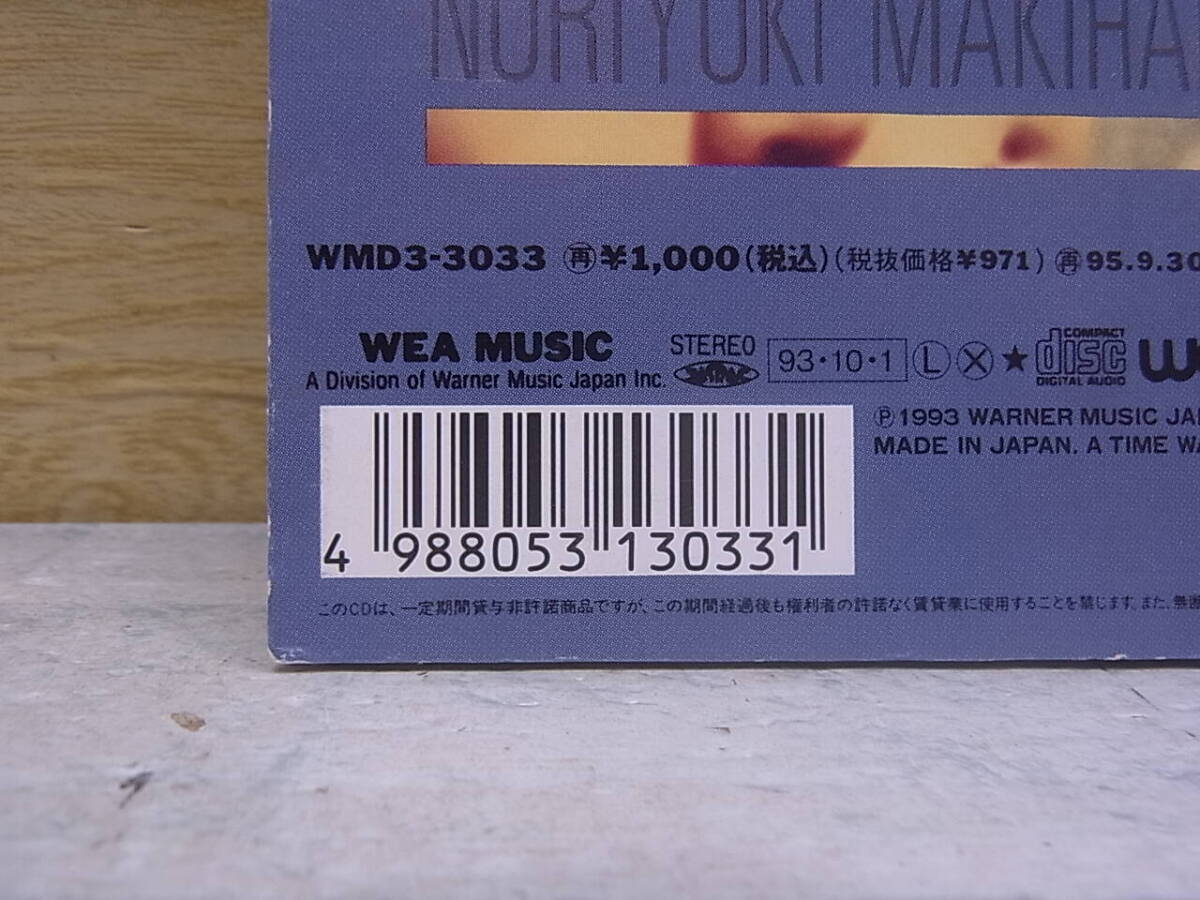 NORIYUKI MAKIHA
WMD3-3033 再¥1,000(税込)(税抜価格¥971) 再95.9.30
WEA MUSIC STEREO 93・10・1 L X ★ COMPACT disc DIGITAL AUDIO
A Division of Warner Music Japan Inc.
Ⓟ1993 WARNER MUSIC JA
MADE IN JAPAN. A TIME WA
4 988053 130331
このCDは、一定期間貸与非許諾商品ですが、この期間経過後も権利者の許諾なく賃貸業に使用することを禁じます。また、無断